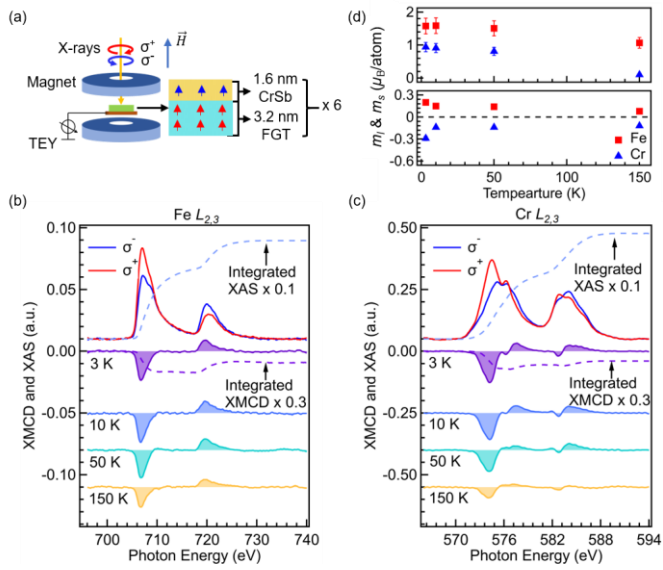 (a)
X-rays
σ+
σ-
H
Magnet
TEY
1.6 nm
CrSb
3.2 nm
FGT
x 6
(d)
ml & ms (μB/atom)
2
1
0
0.3
0
-0.3
-0.6
Fe
Cr
0 50 100 150
Tempearture (K)
(b)
Fe L2,3
XMCD and XAS (a.u.)
0.10
0.05
0.00
-0.05
-0.10
σ-
σ+
Integrated
XAS x 0.1
3 K
Integrated
XMCD x 0.3
10 K
50 K
150 K
700 710 720 730 740
Photon Energy (eV)
(c)
Cr L2,3
XMCD and XAS (a.u.)
0.50
0.25
0.00
-0.25
-0.50
σ-
σ+
Integrated
XAS x 0.1
3 K
Integrated
XMCD x 0.3
10 K
50 K
150 K
570 576 582 588 594
Photon Energy (eV)